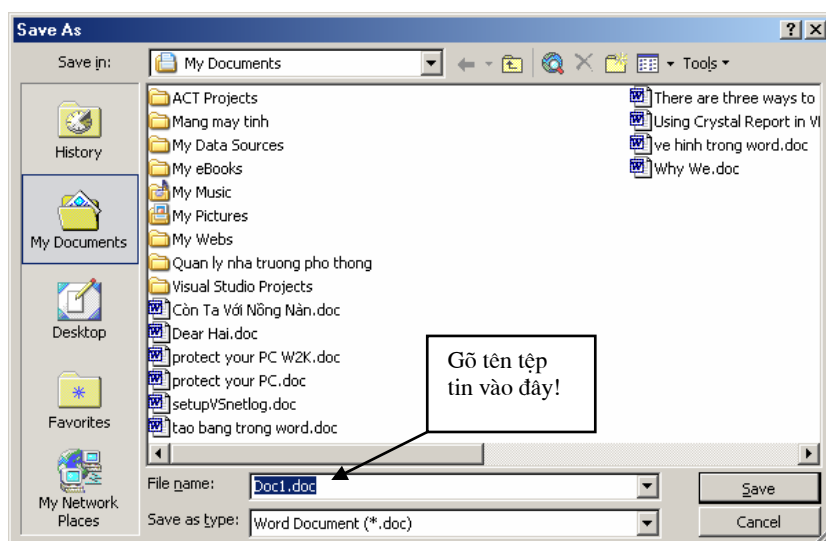 Save As
Save in:
My Documents
Tools
History
My Documents
Desktop
Favorites
My Network
Places
ACT Projects
Mang may tinh
My Data Sources
My eBooks
My Music
My Pictures
My Webs
Quan ly nha truong pho thong
Visual Studio Projects
Còn Ta Với Nồng Nàn.doc
Dear Hai.doc
protect your PC W2K.doc
protect your PC.doc
setupVSnetlog.doc
tao bang trong word.doc
There are three ways to
Using Crystal Report in
ve hinh trong word.doc
Why We.doc
Gõ tên tệp
tin vào đây!
File name:
Doc1.doc
Save
Save as type:
Word Document (*.doc)
Cancel